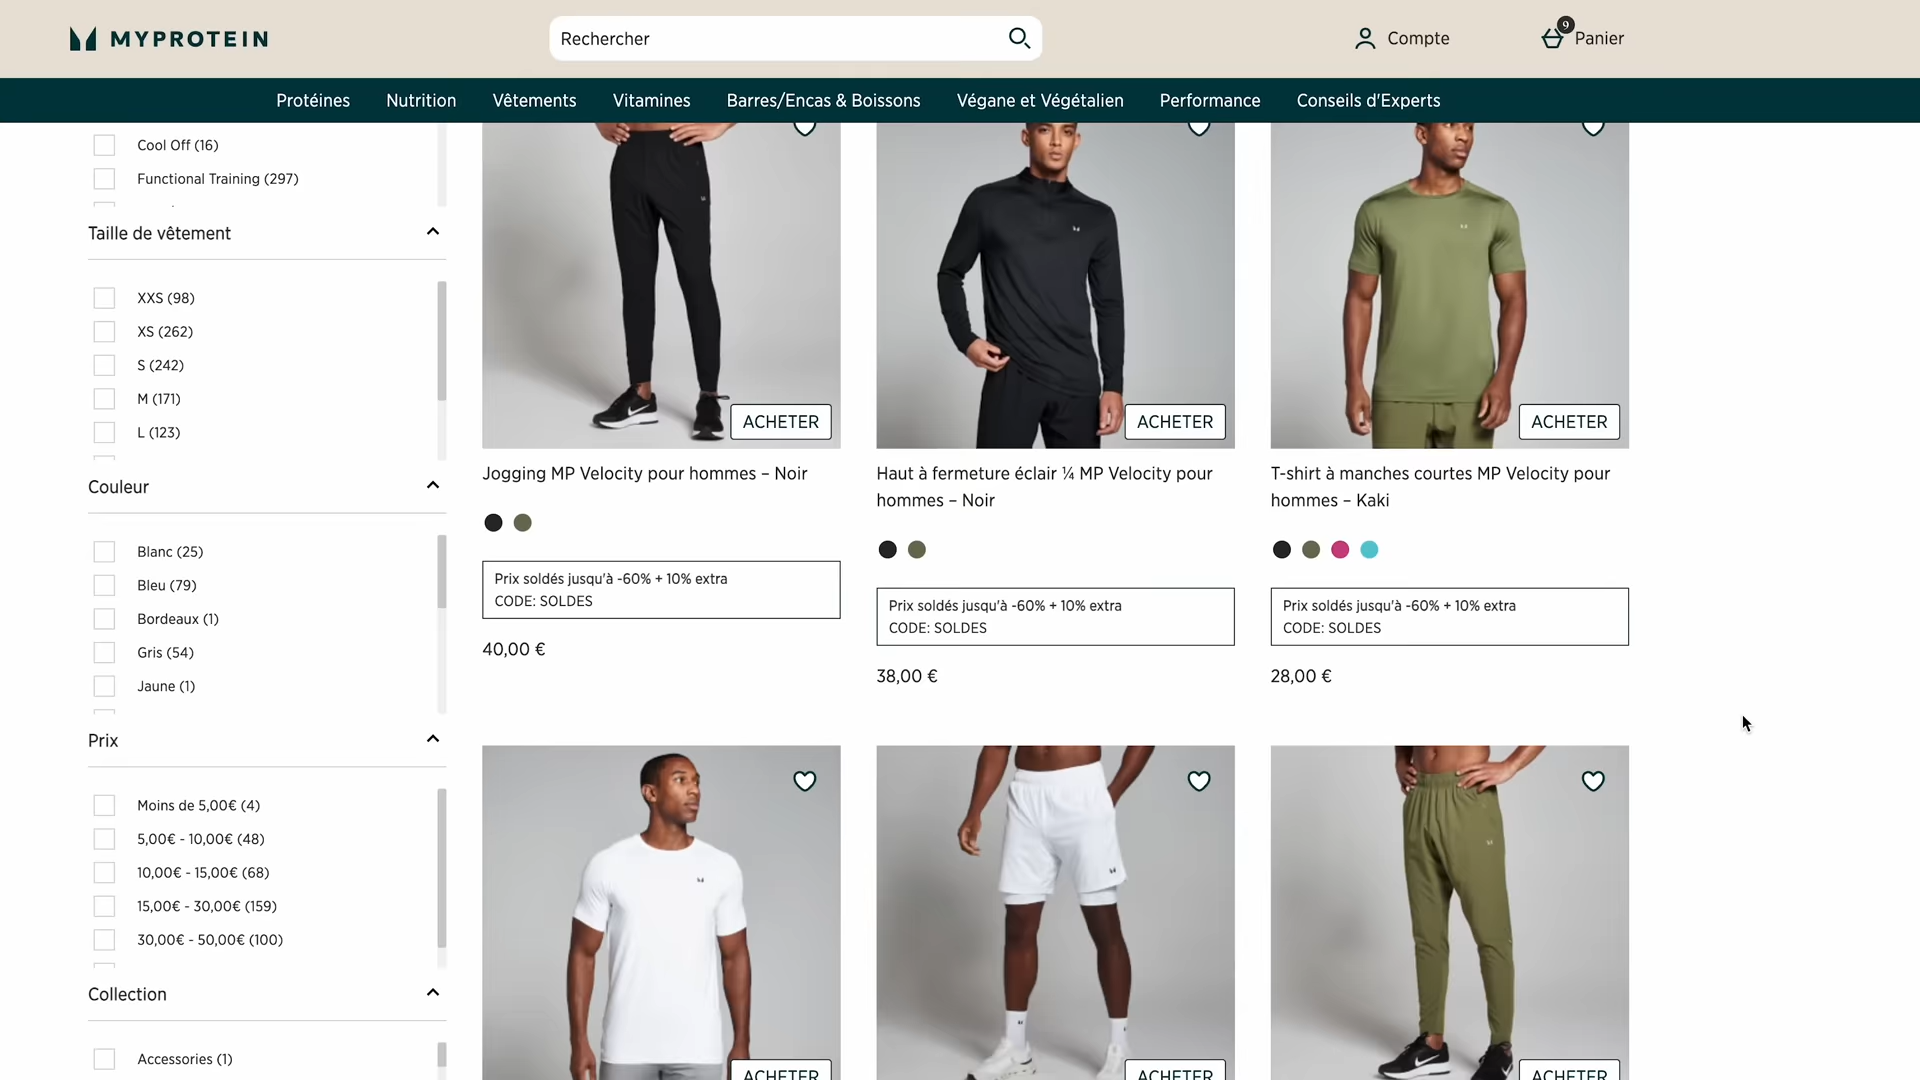 MYPROTEIN
Rechercher
Compte
9
Panier
Protéines
Nutrition
Vêtements
Vitamines
Barres/Encas & Boissons
Végane et Végétalien
Performance
Conseils d'Experts
Cool Off (16)
Functional Training (297)
Taille de vêtement
XXS (98)
XS (262)
S (242)
M (171)
L (123)
Couleur
Blanc (25)
Bleu (79)
Bordeaux (1)
Gris (54)
Jaune (1)
Prix
Moins de 5,00€ (4)
5,00€ - 10,00€ (48)
10,00€ - 15,00€ (68)
15,00€ - 30,00€ (159)
30,00€ - 50,00€ (100)
Collection
Accessories (1)
ACHETER
Jogging MP Velocity pour hommes – Noir
Prix soldés jusqu'à -60% + 10% extra
CODE: SOLDES
40,00 €
ACHETER
Haut à fermeture éclair ¼ MP Velocity pour
hommes – Noir
Prix soldés jusqu'à -60% + 10% extra
CODE: SOLDES
38,00 €
ACHETER
T-shirt à manches courtes MP Velocity pour
hommes – Kaki
Prix soldés jusqu'à -60% + 10% extra
CODE: SOLDES
28,00 €
ACHETER
ACHETER
ACHETER